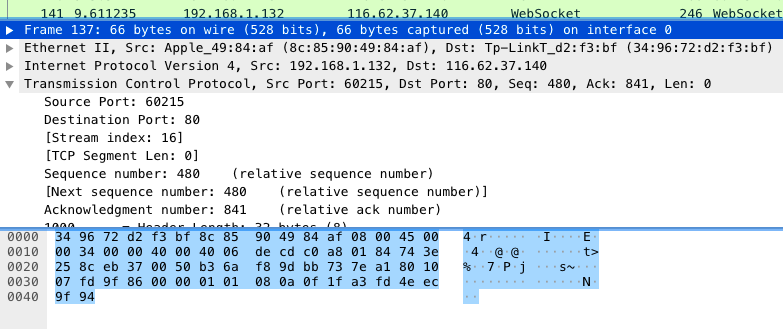 141 9.611235 192.168.1.132 116.62.37.140 WebSocket 246 WebSocket
Frame 137: 66 bytes on wire (528 bits), 66 bytes captured (528 bits) on interface 0
Ethernet II, Src: Apple_49:84:af (8c:85:90:49:84:af), Dst: Tp-LinkT_d2:f3:bf (34:96:72:d2:f3:bf)
Internet Protocol Version 4, Src: 192.168.1.132, Dst: 116.62.37.140
Transmission Control Protocol, Src Port: 60215, Dst Port: 80, Seq: 480, Ack: 841, Len: 0
Source Port: 60215
Destination Port: 80
[Stream index: 16]
[TCP Segment Len: 0]
Sequence number: 480 (relative sequence number)
[Next sequence number: 480 (relative sequence number)]
Acknowledgment number: 841 (relative ack number)
1000 .... = Header Length: 32 bytes (8)
0000 34 96 72 d2 f3 bf 8c 85 90 49 84 af 08 00 45 00 4·r····· ·I····E·
0010 00 34 00 00 40 00 40 06 de cd c0 a8 01 84 74 3e ·4··@·@· ······t>
0020 25 8c eb 37 00 50 b3 6a f8 9d bb 73 7e a1 80 10 %··7·P·j ···s~···
0030 07 fd 9f 86 00 00 01 01 08 0a 0f 1f a3 fd 4e ec ········ ······N·
0040 9f 94 ··